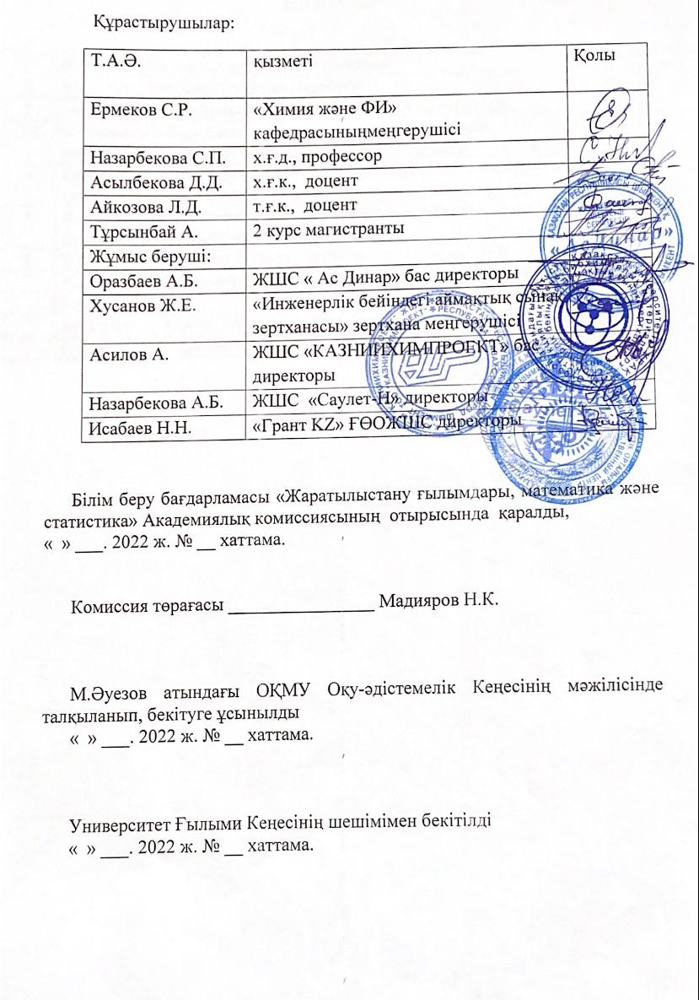 Құрастырушылар:
Т.А.Ә. қызметі Қолы
Ермеков С.Р. «Химия және ФИ»
кафедрасыныңмеңгерушісі
Назарбекова С.П. х.ғ.д., профессор
Асылбекова Д.Д. х.ғ.к., доцент
Айкозова Л.Д. т.ғ.к., доцент
Тұрсынбай А. 2 курс магистранты
Жұмыс беруші:
Оразбаев А.Б. ЖШС « Ас Динар» бас директоры
Хусанов Ж.Е. «Инженерлік бейіндегі аймақтық сынақ
зертханасы» зертхана меңгерушісі
Асилов А. ЖШС «КАЗНИИХИМПРОЕКТ» бас
директоры
Назарбекова А.Б. ЖШС «Саулет-Н» директоры
Исабаев Н.Н. «Грант KZ» ҒӨОЖШС директоры
Білім беру бағдарламасы «Жаратылыстану ғылымдары, математика және
статистика» Академиялық комиссиясының отырысында қаралды,
« » ___. 2022 ж. № __ хаттама.
Комиссия төрағасы ________________ Мадияров Н.К.
М.Әуезов атындағы ОҚМУ Оқу-әдістемелік Кеңесінің мәжілісінде
талқыланып, бекітуге ұсынылды
« » ___. 2022 ж. № __ хаттама.
Университет Ғылыми Кеңесінің шешімімен бекітілді
« » ___. 2022 ж. № __ хаттама.